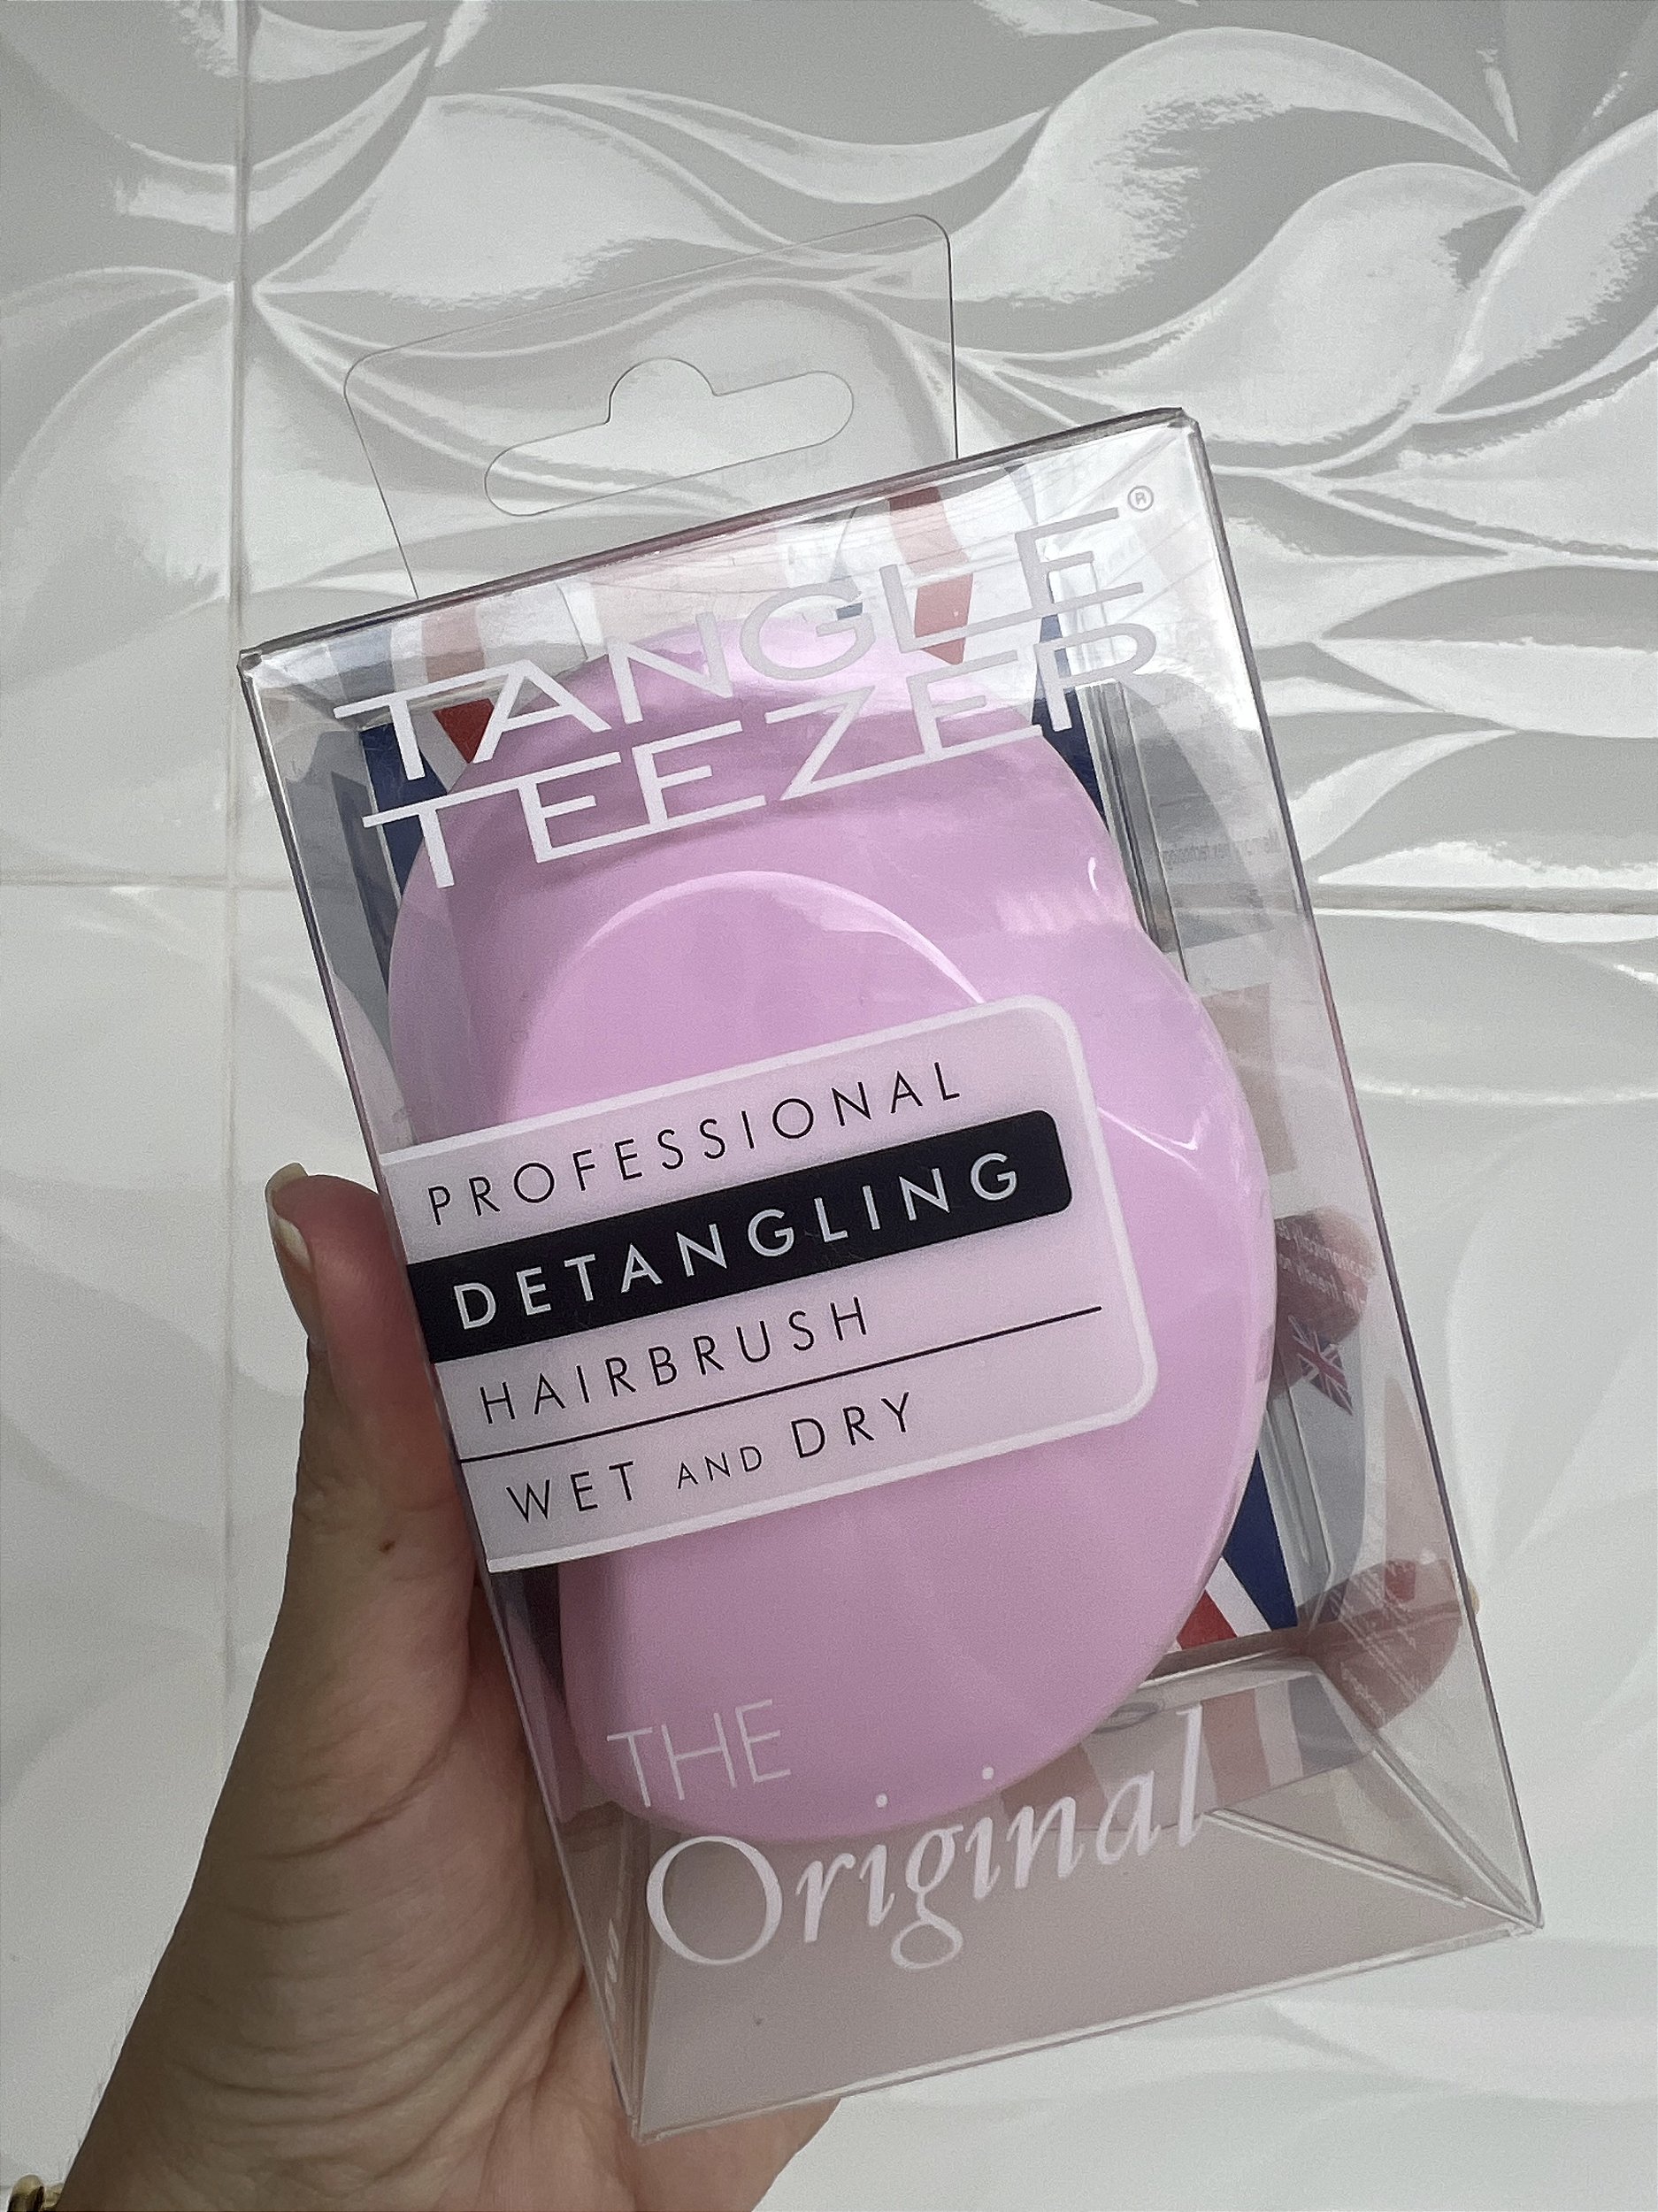 TANGLE®
TEEZER
PROFESSIONAL
DETANGLING
HAIRBRUSH
WET AND DRY
THE
Original